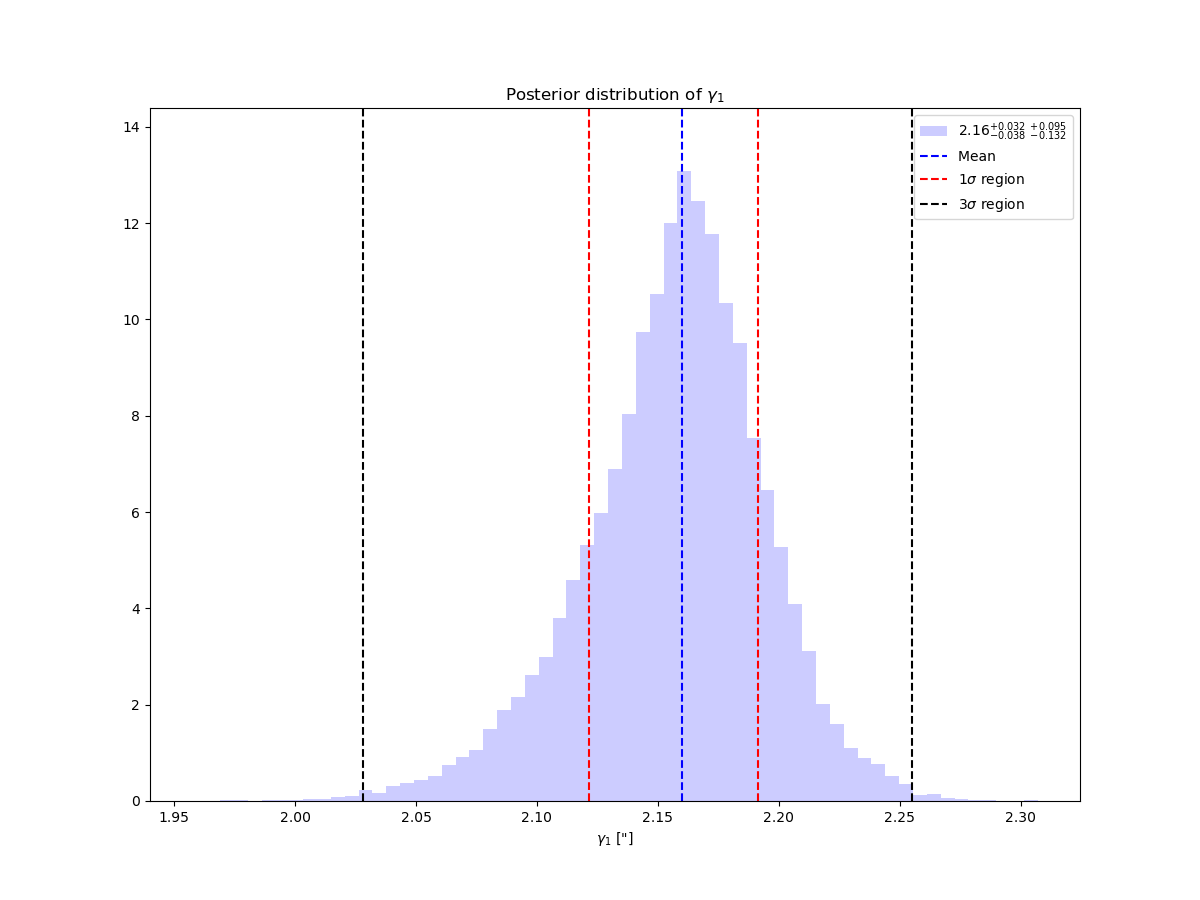 Posterior distribution of γ₁
14
12
10
8
6
4
2
0
2.16 +0.032 −0.038 +0.095 −0.132
Mean
1σ region
3σ region
1.95 2.00 2.05 2.10 2.15 2.20 2.25 2.30
γ₁ ["]